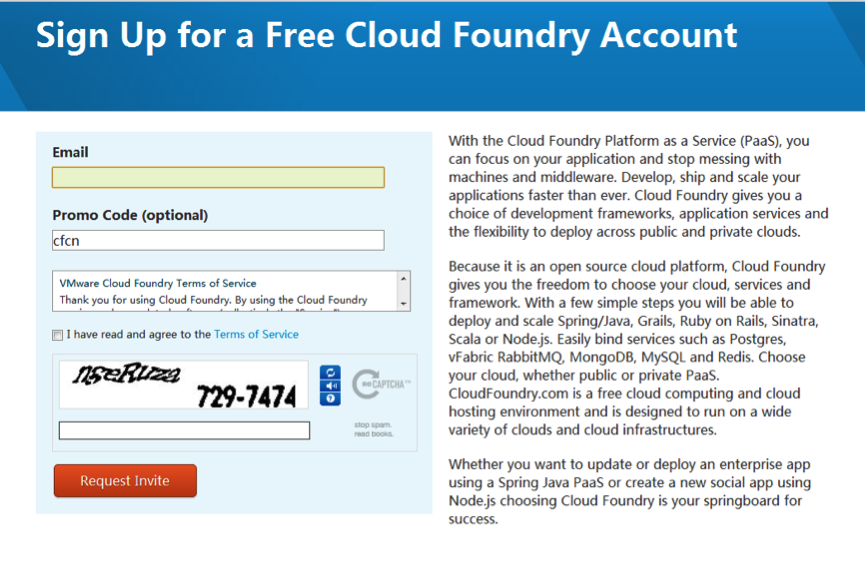 Sign Up for a Free Cloud Foundry Account
Email
Promo Code (optional)
cfcn
VMware Cloud Foundry Terms of Service
Thank you for using Cloud Foundry. By using the Cloud Foundry
I have read and agree to the Terms of Service
729-7474
reCAPTCHA™
stop spam.
read books.
Request Invite
With the Cloud Foundry Platform as a Service (PaaS), you
can focus on your application and stop messing with
machines and middleware. Develop, ship and scale your
applications faster than ever. Cloud Foundry gives you a
choice of development frameworks, application services and
the flexibility to deploy across public and private clouds.
Because it is an open source cloud platform, Cloud Foundry
gives you the freedom to choose your cloud, services and
framework. With a few simple steps you will be able to
deploy and scale Spring/Java, Grails, Ruby on Rails, Sinatra,
Scala or Node.js. Easily bind services such as Postgres,
vFabric RabbitMQ, MongoDB, MySQL and Redis. Choose
your cloud, whether public or private PaaS.
CloudFoundry.com is a free cloud computing and cloud
hosting environment and is designed to run on a wide
variety of clouds and cloud infrastructures.
Whether you want to update or deploy an enterprise app
using a Spring Java PaaS or create a new social app using
Node.js choosing Cloud Foundry is your springboard for
success.